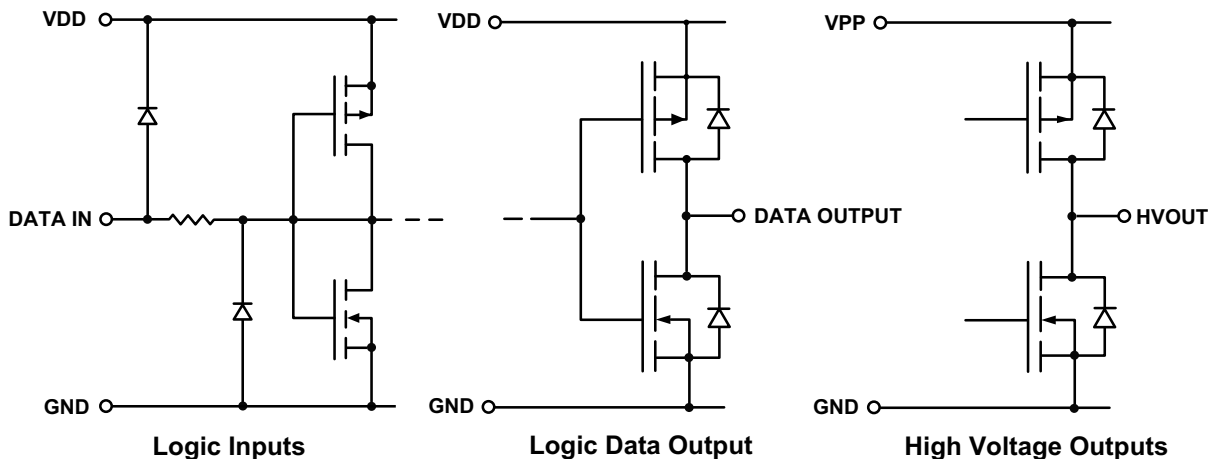 VDD
DATA IN
GND
Logic Inputs
VDD
DATA OUTPUT
GND
Logic Data Output
VPP
HVOUT
GND
High Voltage Outputs